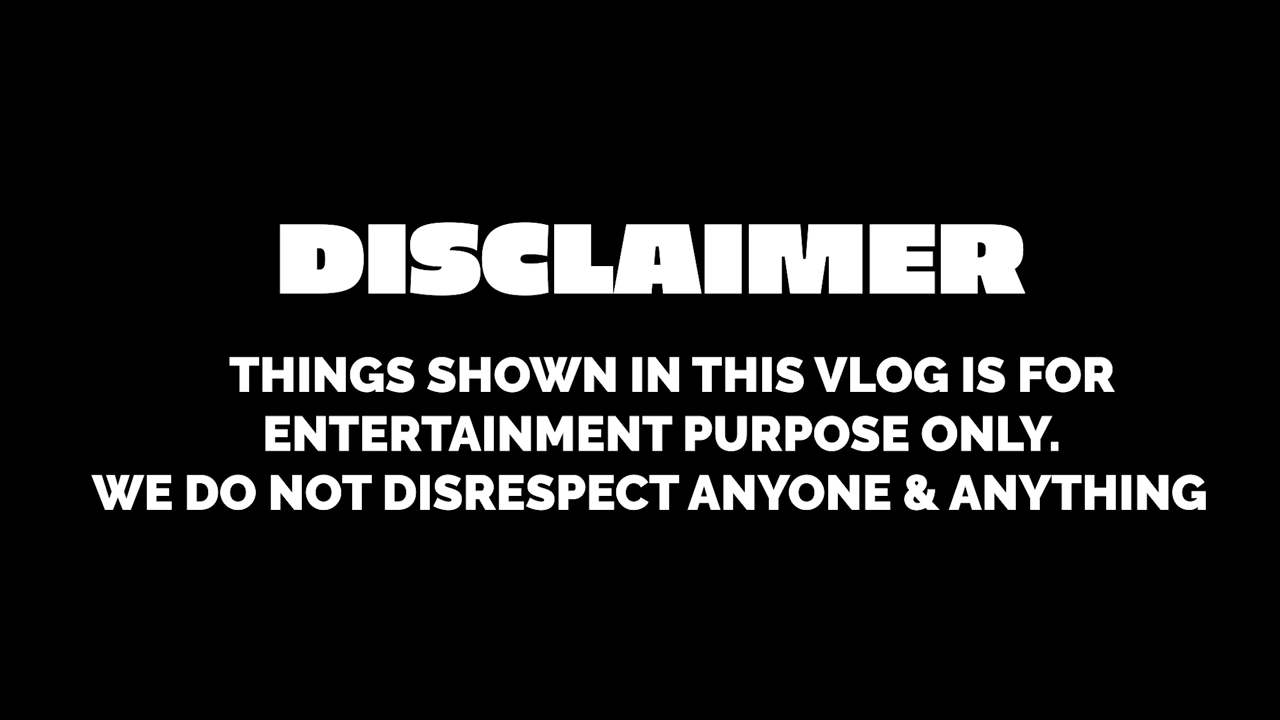 DISCLAIMER
THINGS SHOWN IN THIS VLOG IS FOR
ENTERTAINMENT PURPOSE ONLY.
WE DO NOT DISRESPECT ANYONE & ANYTHING